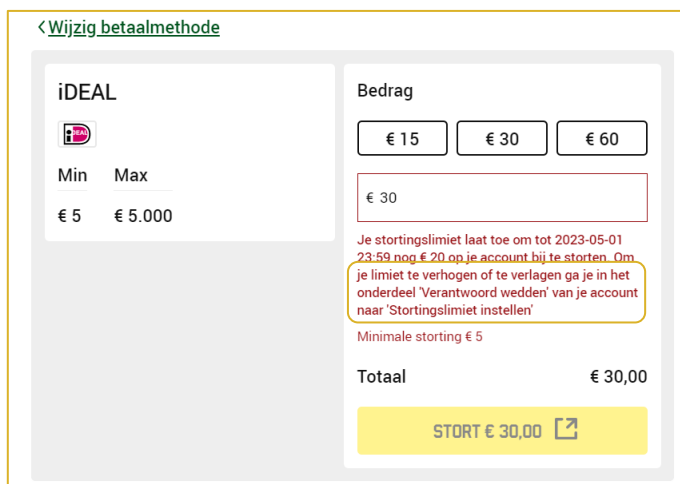 Wijzig betaalmethode
iDEAL
iDEAL
Min Max
€ 5 € 5.000
Bedrag
€ 15 € 30 € 60
€ 30
Je stortingslimiet laat toe om tot 2023-05-01
23:59 nog € 20 op je account bij te storten. Om
je limiet te verhogen of te verlagen ga je in het
onderdeel 'Verantwoord wedden' van je account
naar 'Stortingslimiet instellen'
Minimale storting € 5
Totaal € 30,00
STORT € 30,00